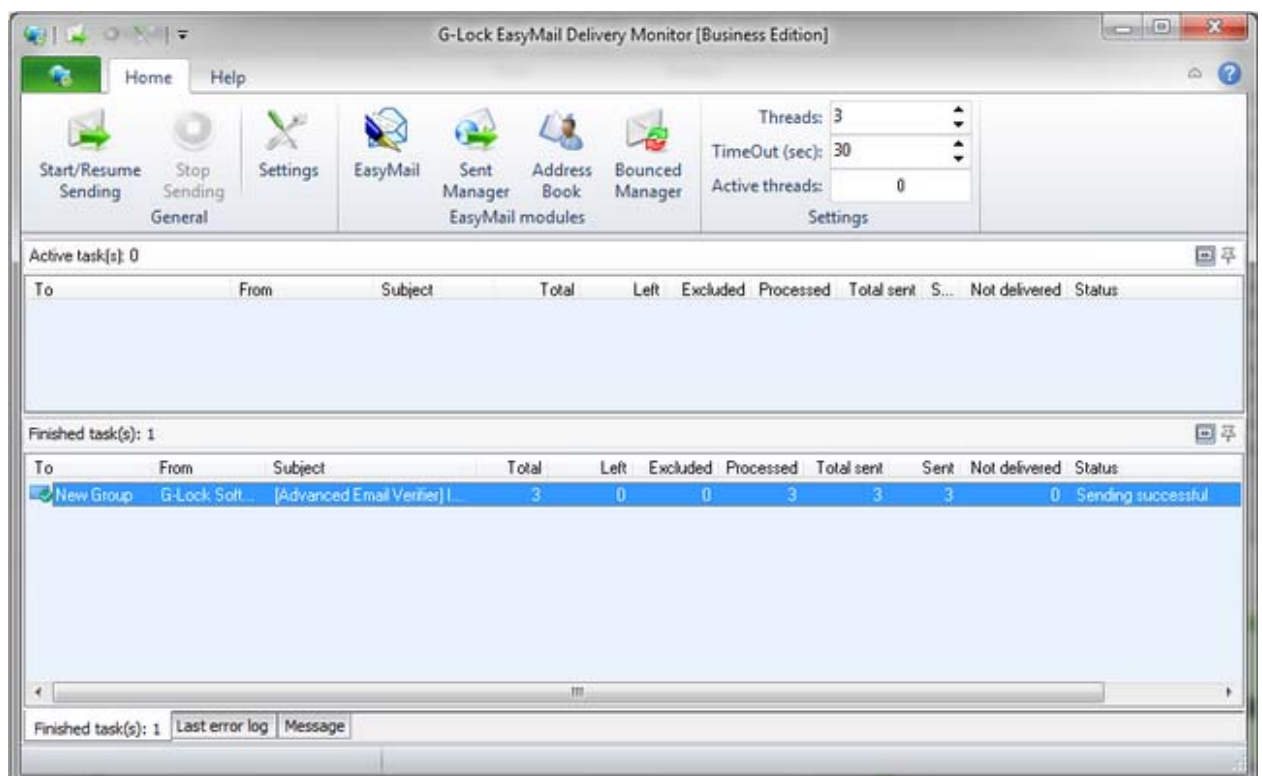 G-Lock EasyMail Delivery Monitor [Business Edition]
Home Help
Start/Resume Sending
Stop Sending
Settings
General
EasyMail
Sent Manager
Address Book
Bounced Manager
EasyMail modules
Threads: 3
TimeOut (sec): 30
Active threads: 0
Settings
Active task(s): 0
To From Subject Total Left Excluded Processed Total sent S... Not delivered Status
Finished task(s): 1
To From Subject Total Left Excluded Processed Total sent Sent Not delivered Status
New Group G-Lock Soft... [Advanced Email Verifier] I... 3 0 0 3 3 3 0 Sending successful
Finished task(s): 1 Last error log Message